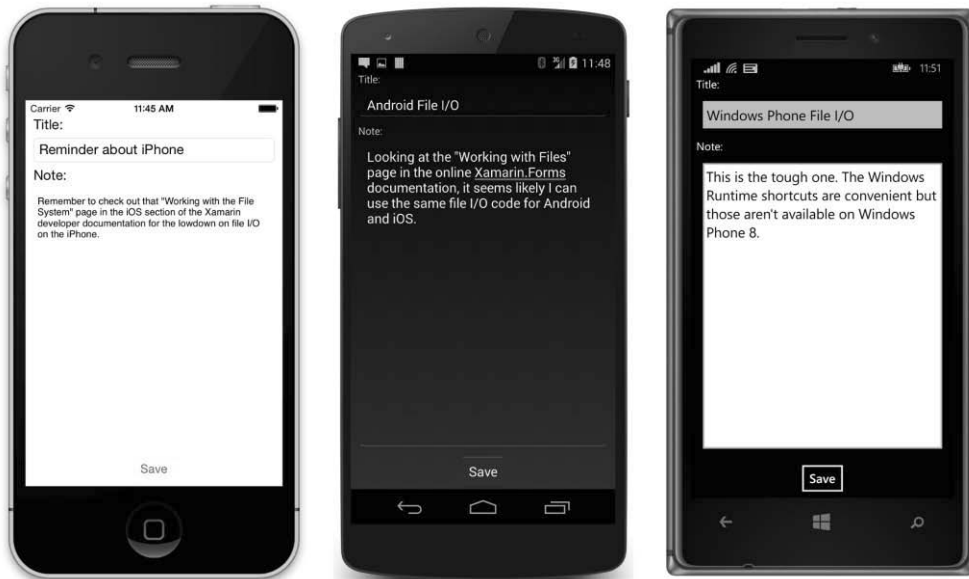 Carrier 11:45 AM
Title:
Reminder about iPhone
Note:
Remember to check out that "Working with the File
System" page in the iOS section of the Xamarin
developer documentation for the lowdown on file I/O
on the iPhone.
Save
11:48
Title:
Android File I/O
Note:
Looking at the "Working with Files"
page in the online Xamarin.Forms
documentation, it seems likely I can
use the same file I/O code for Android
and iOS.
Save
11:51
Title:
Windows Phone File I/O
Note:
This is the tough one. The Windows
Runtime shortcuts are convenient but
those aren't available on Windows
Phone 8.
Save